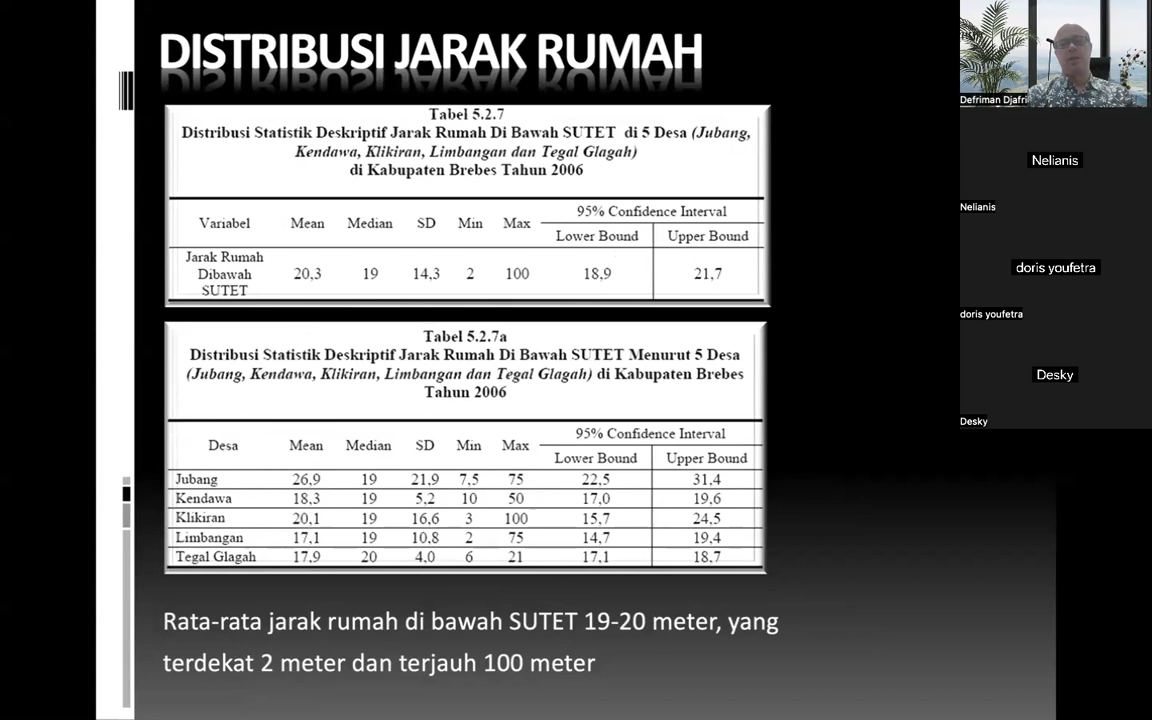 DISTRIBUSI JARAK RUMAH
Tabel 5.2.7
Distribusi Statistik Deskriptif Jarak Rumah Di Bawah SUTET di 5 Desa (Jubang,
Kendawa, Klikiran, Limbangan dan Tegal Glagah)
di Kabupaten Brebes Tahun 2006
Variabel Mean Median SD Min Max 95% Confidence Interval
Lower Bound Upper Bound
Jarak Rumah
Dibawah 20,3 19 14,3 2 100 18,9 21,7
SUTET
Tabel 5.2.7a
Distribusi Statistik Deskriptif Jarak Rumah Di Bawah SUTET Menurut 5 Desa
(Jubang, Kendawa, Klikiran, Limbangan dan Tegal Glagah) di Kabupaten Brebes
Tahun 2006
Desa Mean Median SD Min Max 95% Confidence Interval
Lower Bound Upper Bound
Jubang 26,9 19 21,9 7,5 75 22,5 31,4
Kendawa 18,3 19 5,2 10 50 17,0 19,6
Klikiran 20,1 19 16,6 3 100 15,7 24,5
Limbangan 17,1 19 10,8 2 75 14,7 19,4
Tegal Glagah 17,9 20 4,0 6 21 17,1 18,7
Rata-rata jarak rumah di bawah SUTET 19-20 meter, yang
terdekat 2 meter dan terjauh 100 meter
Defriman Djafri
Nelianis
Nelianis
doris youfetra
doris youfetra
Desky
Desky